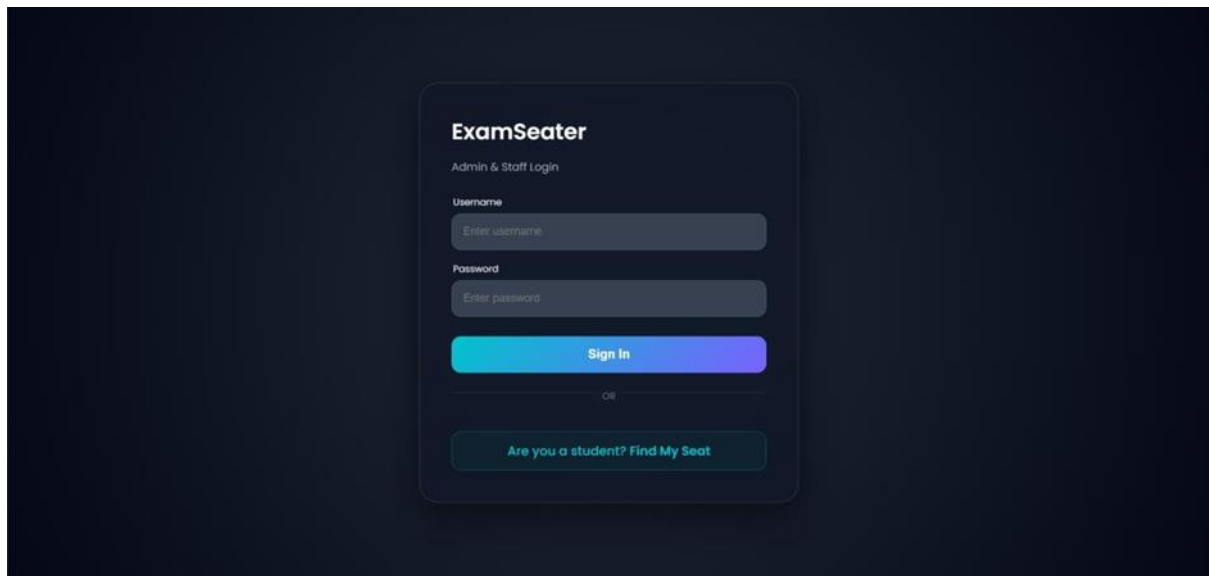 ExamSeater
Admin & Staff Login
Username
Enter username
Password
Enter password
Sign In
OR
Are you a student? Find My Seat